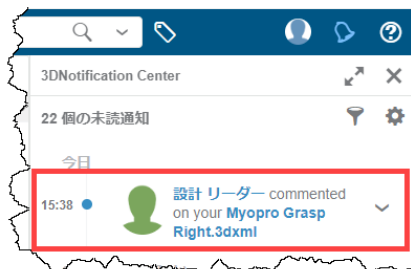 3DNotification Center
22 個の未読通知
今日
15:38
設計 リーダー commented
on your Myopro Grasp
Right.3dxml